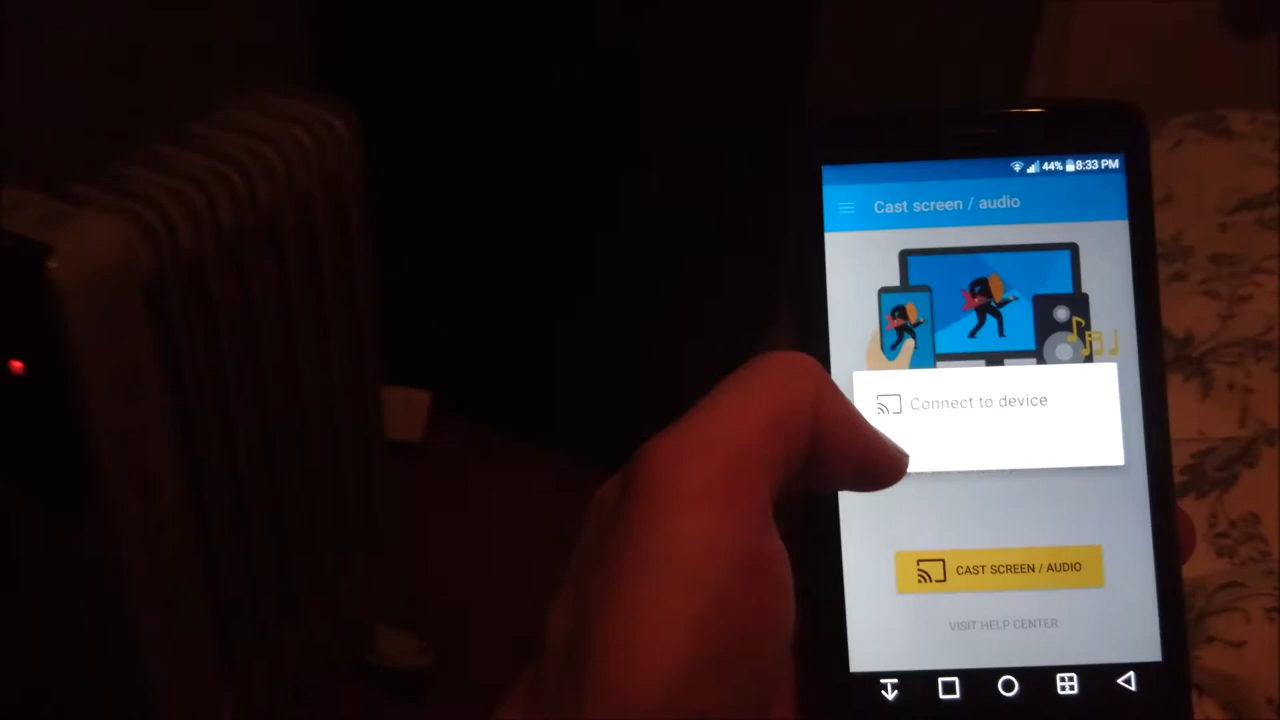 44% 8:33 PM
Cast screen / audio
Connect to device
CAST SCREEN / AUDIO
VISIT HELP CENTER